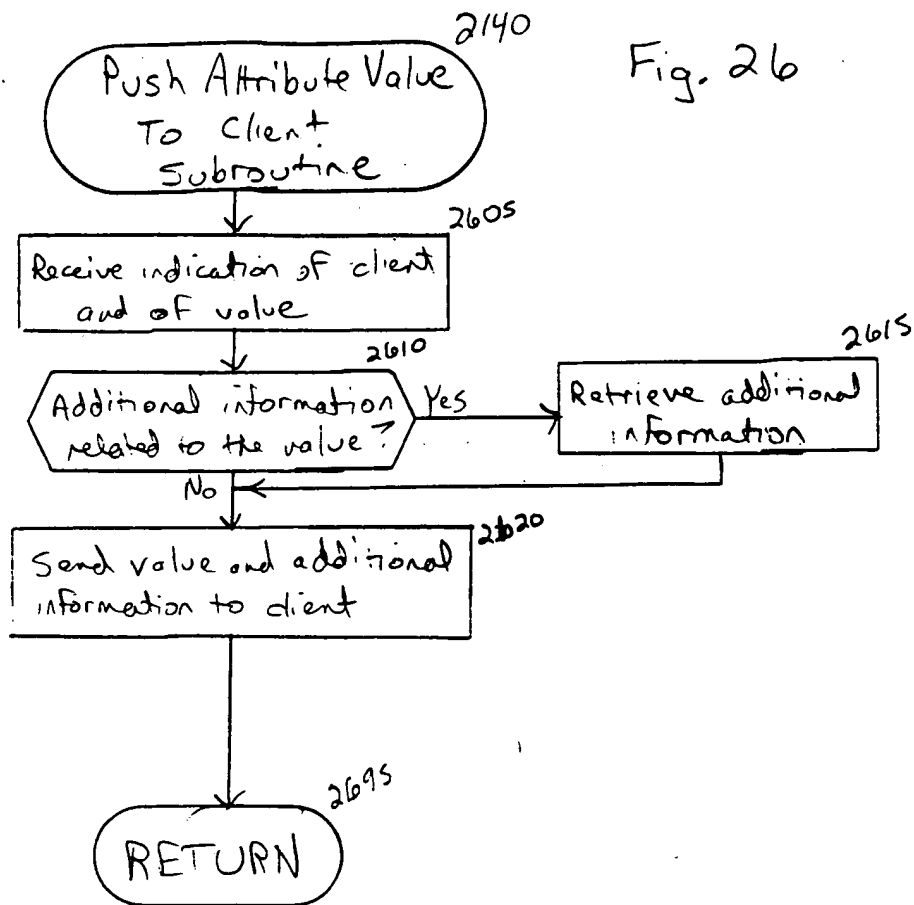 2140
Fig. 26
Push Attribute Value
To Client
Subroutine
2605
Receive indication of client
and of value
2610
Additional information
related to the value?
Yes
2615
Retrieve additional
information
No
2620
Send value and additional
information to client
2695
RETURN